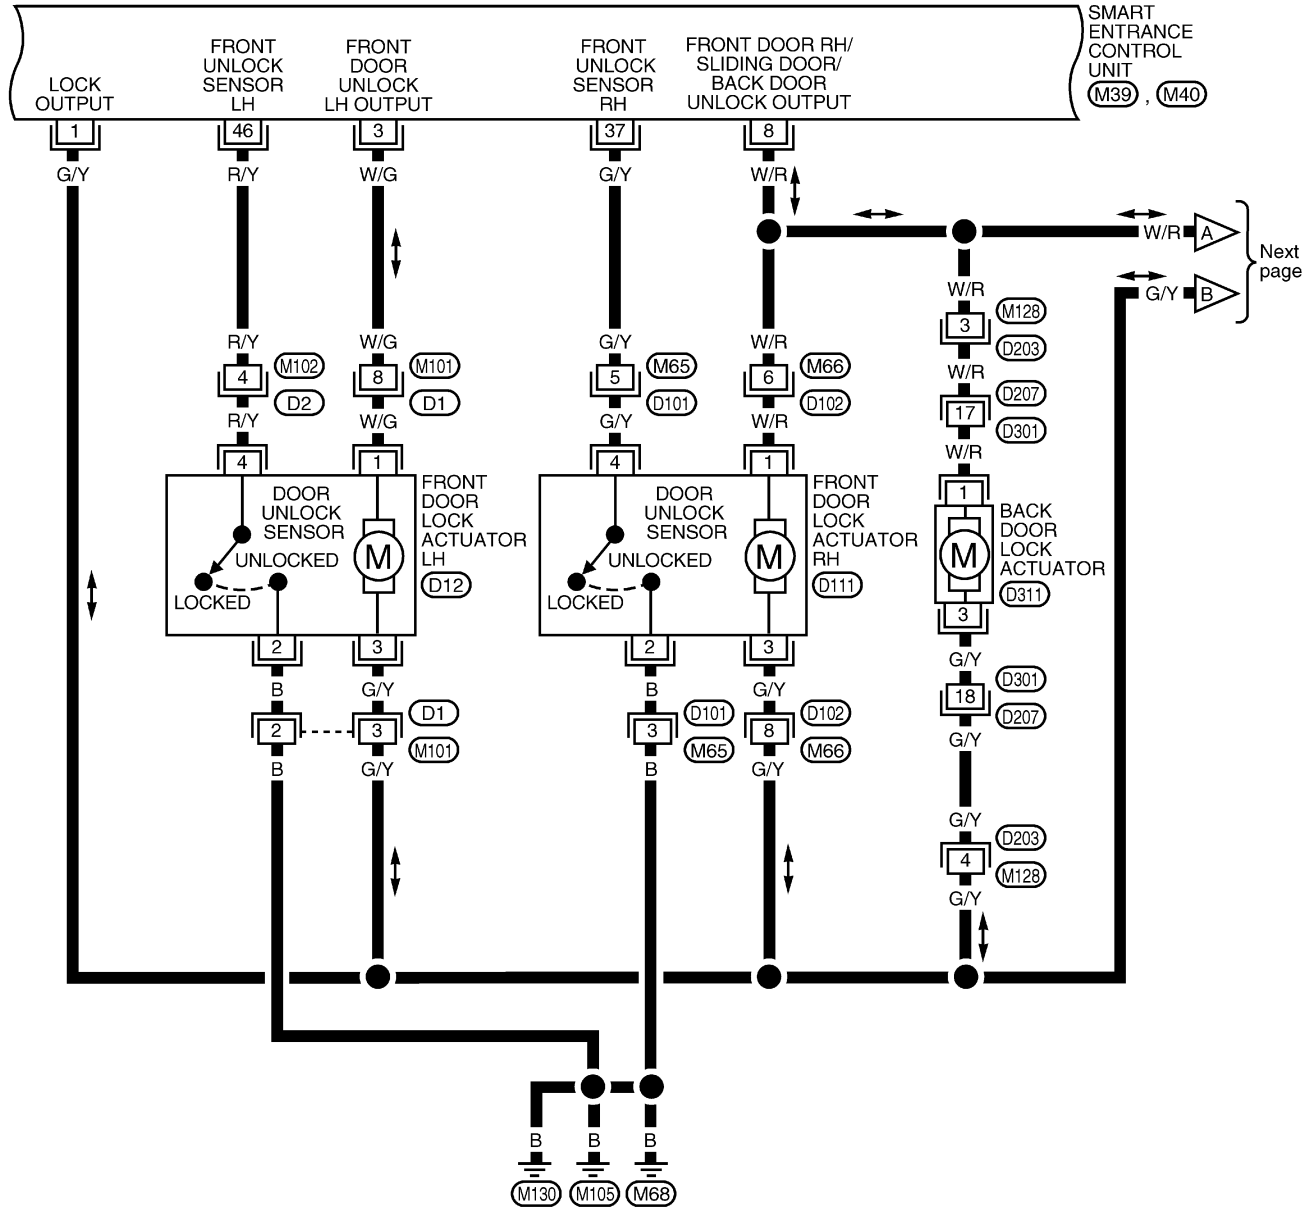 SMART
ENTRANCE
CONTROL
UNIT
M39 , M40
LOCK
OUTPUT
FRONT
UNLOCK
SENSOR
LH
FRONT
DOOR
UNLOCK
LH OUTPUT
FRONT
UNLOCK
SENSOR
RH
FRONT DOOR RH/
SLIDING DOOR/
BACK DOOR
UNLOCK OUTPUT
1 46 3 37 8
G/Y R/Y W/G G/Y W/R
W/R A
Next
page
G/Y B
W/R
3 M128
D203
R/Y W/G G/Y W/R W/R
4 M102
D2
8 M101
D1
5 M65
D101
6 M66
D102
17 D207
D301
R/Y W/G G/Y W/R W/R
4 1 4 1 1
DOOR
UNLOCK
SENSOR
UNLOCKED
LOCKED
M
FRONT
DOOR
LOCK
ACTUATOR
LH
D12
DOOR
UNLOCK
SENSOR
UNLOCKED
LOCKED
M
FRONT
DOOR
LOCK
ACTUATOR
RH
D111
M
BACK
DOOR
LOCK
ACTUATOR
D311
3
2 3 2 3
G/Y
B G/Y B G/Y
18 D301
D207
2 3 D1
M101
3 D101
M65
8 D102
M66
G/Y
B G/Y B G/Y
G/Y
4 D203
M128
G/Y
B B B
M130 M105 M68